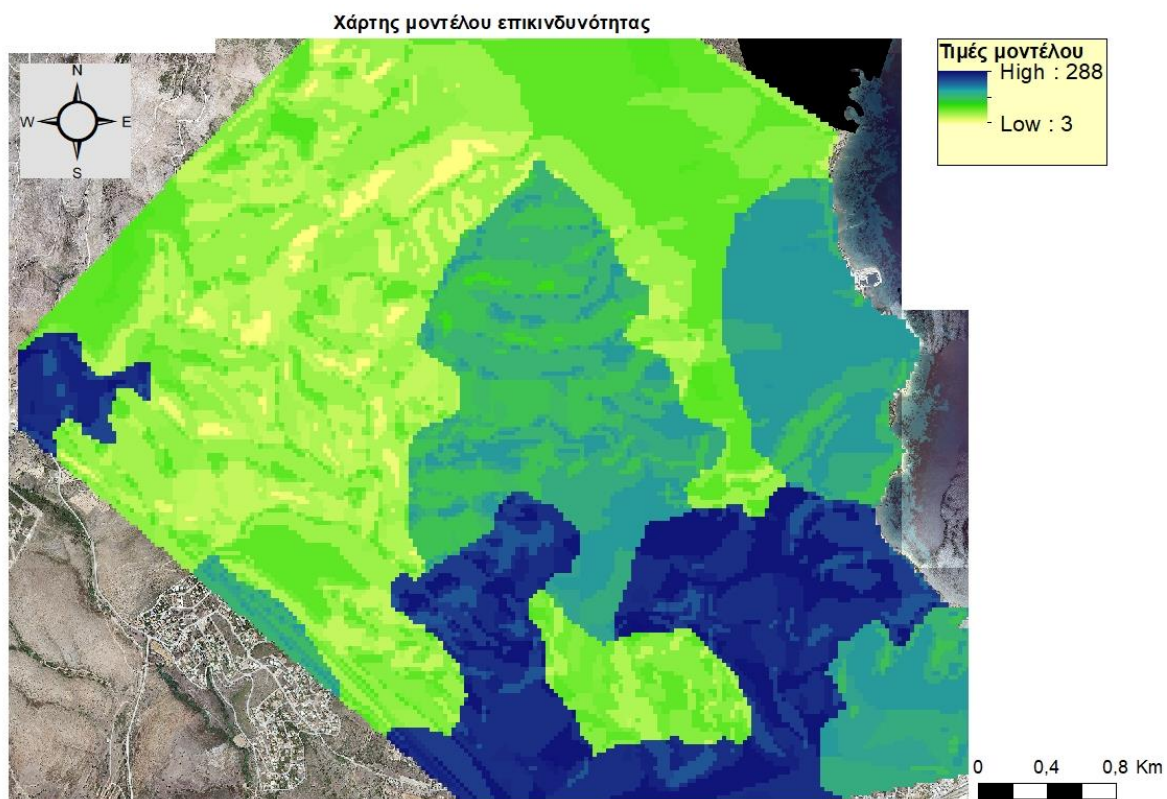 Χάρτης μοντέλου επικινδυνότητας
Τιμές μοντέλου
High : 288
Low : 3
N
W E
S
0 0,4 0,8 Km